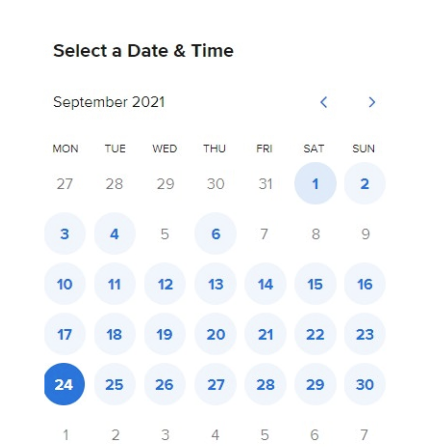 Select a Date & Time
September 2021
MON TUE WED THU FRI SAT SUN
27 28 29 30 31 1 2
3 4 5 6 7 8 9
10 11 12 13 14 15 16
17 18 19 20 21 22 23
24 25 26 27 28 29 30
1 2 3 4 5 6 7